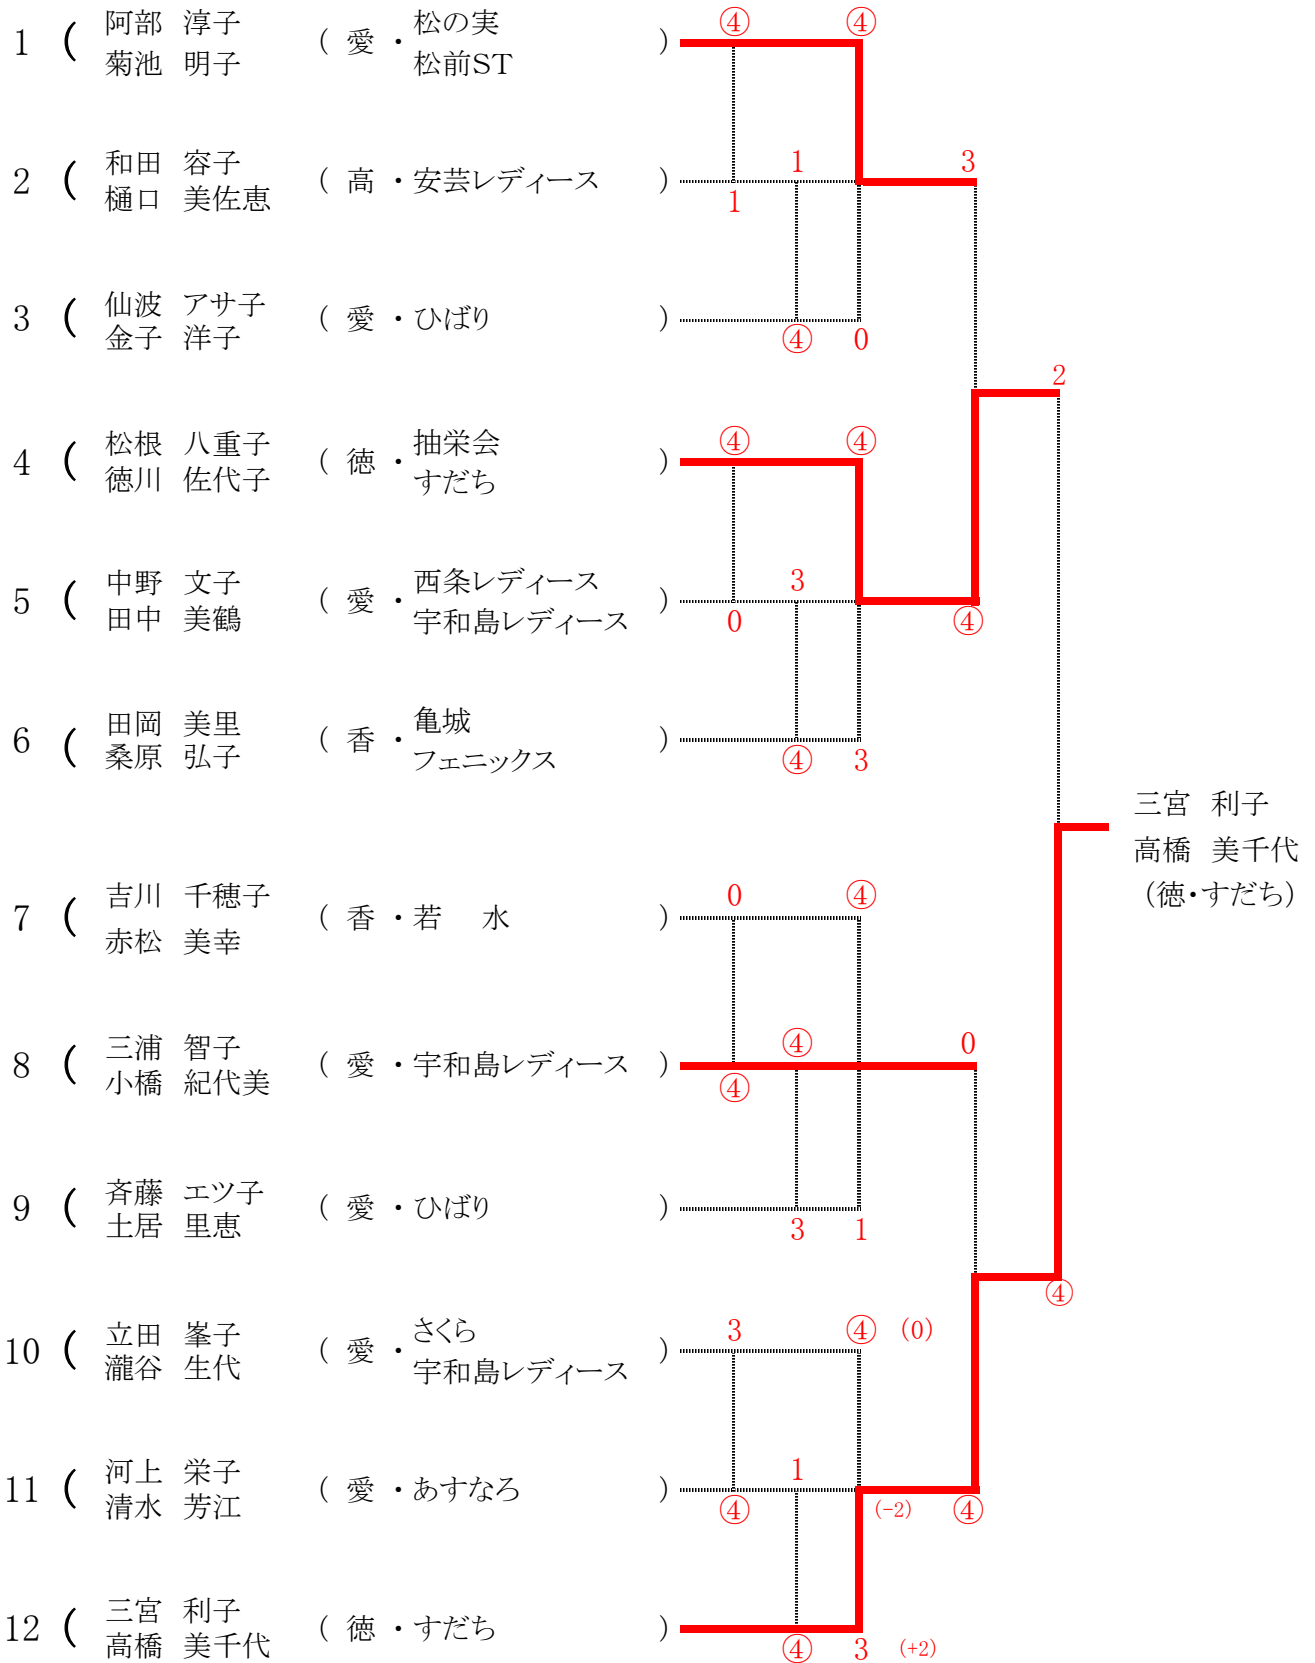 ④ ④
1 ( 阿部 淳子 ( 愛 ・ 松の実 )
菊池 明子 松前ST
2 ( 和田 容子 ( 高 ・ 安芸レディース ) 1 3
樋口 美佐恵 1
3 ( 仙波 アサ子 ( 愛 ・ ひばり )
金子 洋子 ④ 0
2
4 ( 松根 八重子 ( 徳 ・ 抽栄会 ) ④ ④
徳川 佐代子 すだち
5 ( 中野 文子 ( 愛 ・ 西条レディース ) 3
田中 美鶴 宇和島レディース 0 ④
6 ( 田岡 美里 ( 香 ・ 亀城 )
桑原 弘子 フェニックス ④ 3
三宮 利子
高橋 美千代
(徳・すだち)
7 ( 吉川 千穂子 ( 香 ・ 若 水 ) 0 ④
赤松 美幸
8 ( 三浦 智子 ( 愛 ・ 宇和島レディース ) ④ 0
小橋 紀代美 ④
9 ( 斉藤 エツ子 ( 愛 ・ ひばり )
土居 里恵 3 1
④
10 ( 立田 峯子 ( 愛 ・ さくら ) 3 ④ (0)
瀧谷 生代 宇和島レディース
11 ( 河上 栄子 ( 愛 ・ あすなろ ) 1
清水 芳江 ④ (-2) ④
12 ( 三宮 利子 ( 徳 ・ すだち )
高橋 美千代 ④ 3 (+2)